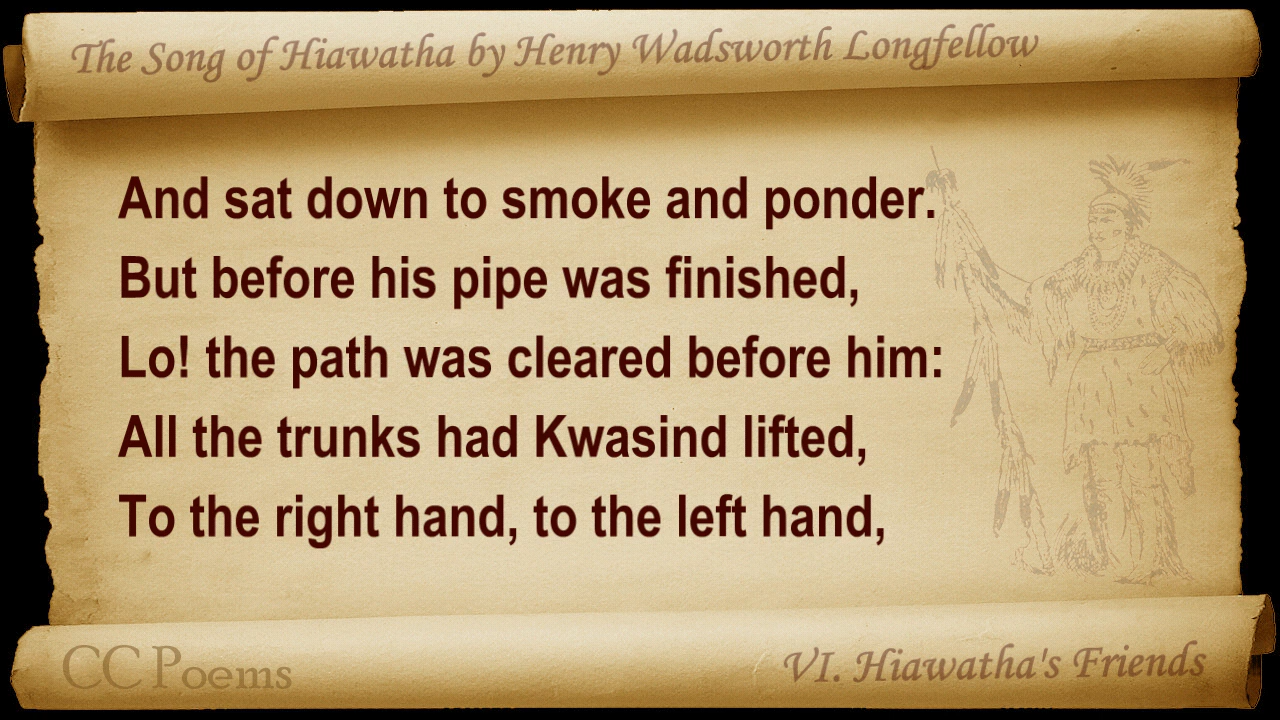 The Song of Hiawatha by Henry Wadsworth Longfellow
And sat down to smoke and ponder.
But before his pipe was finished,
Lo! the path was cleared before him:
All the trunks had Kwasind lifted,
To the right hand, to the left hand,
CC Poems
VI. Hiawatha's Friends